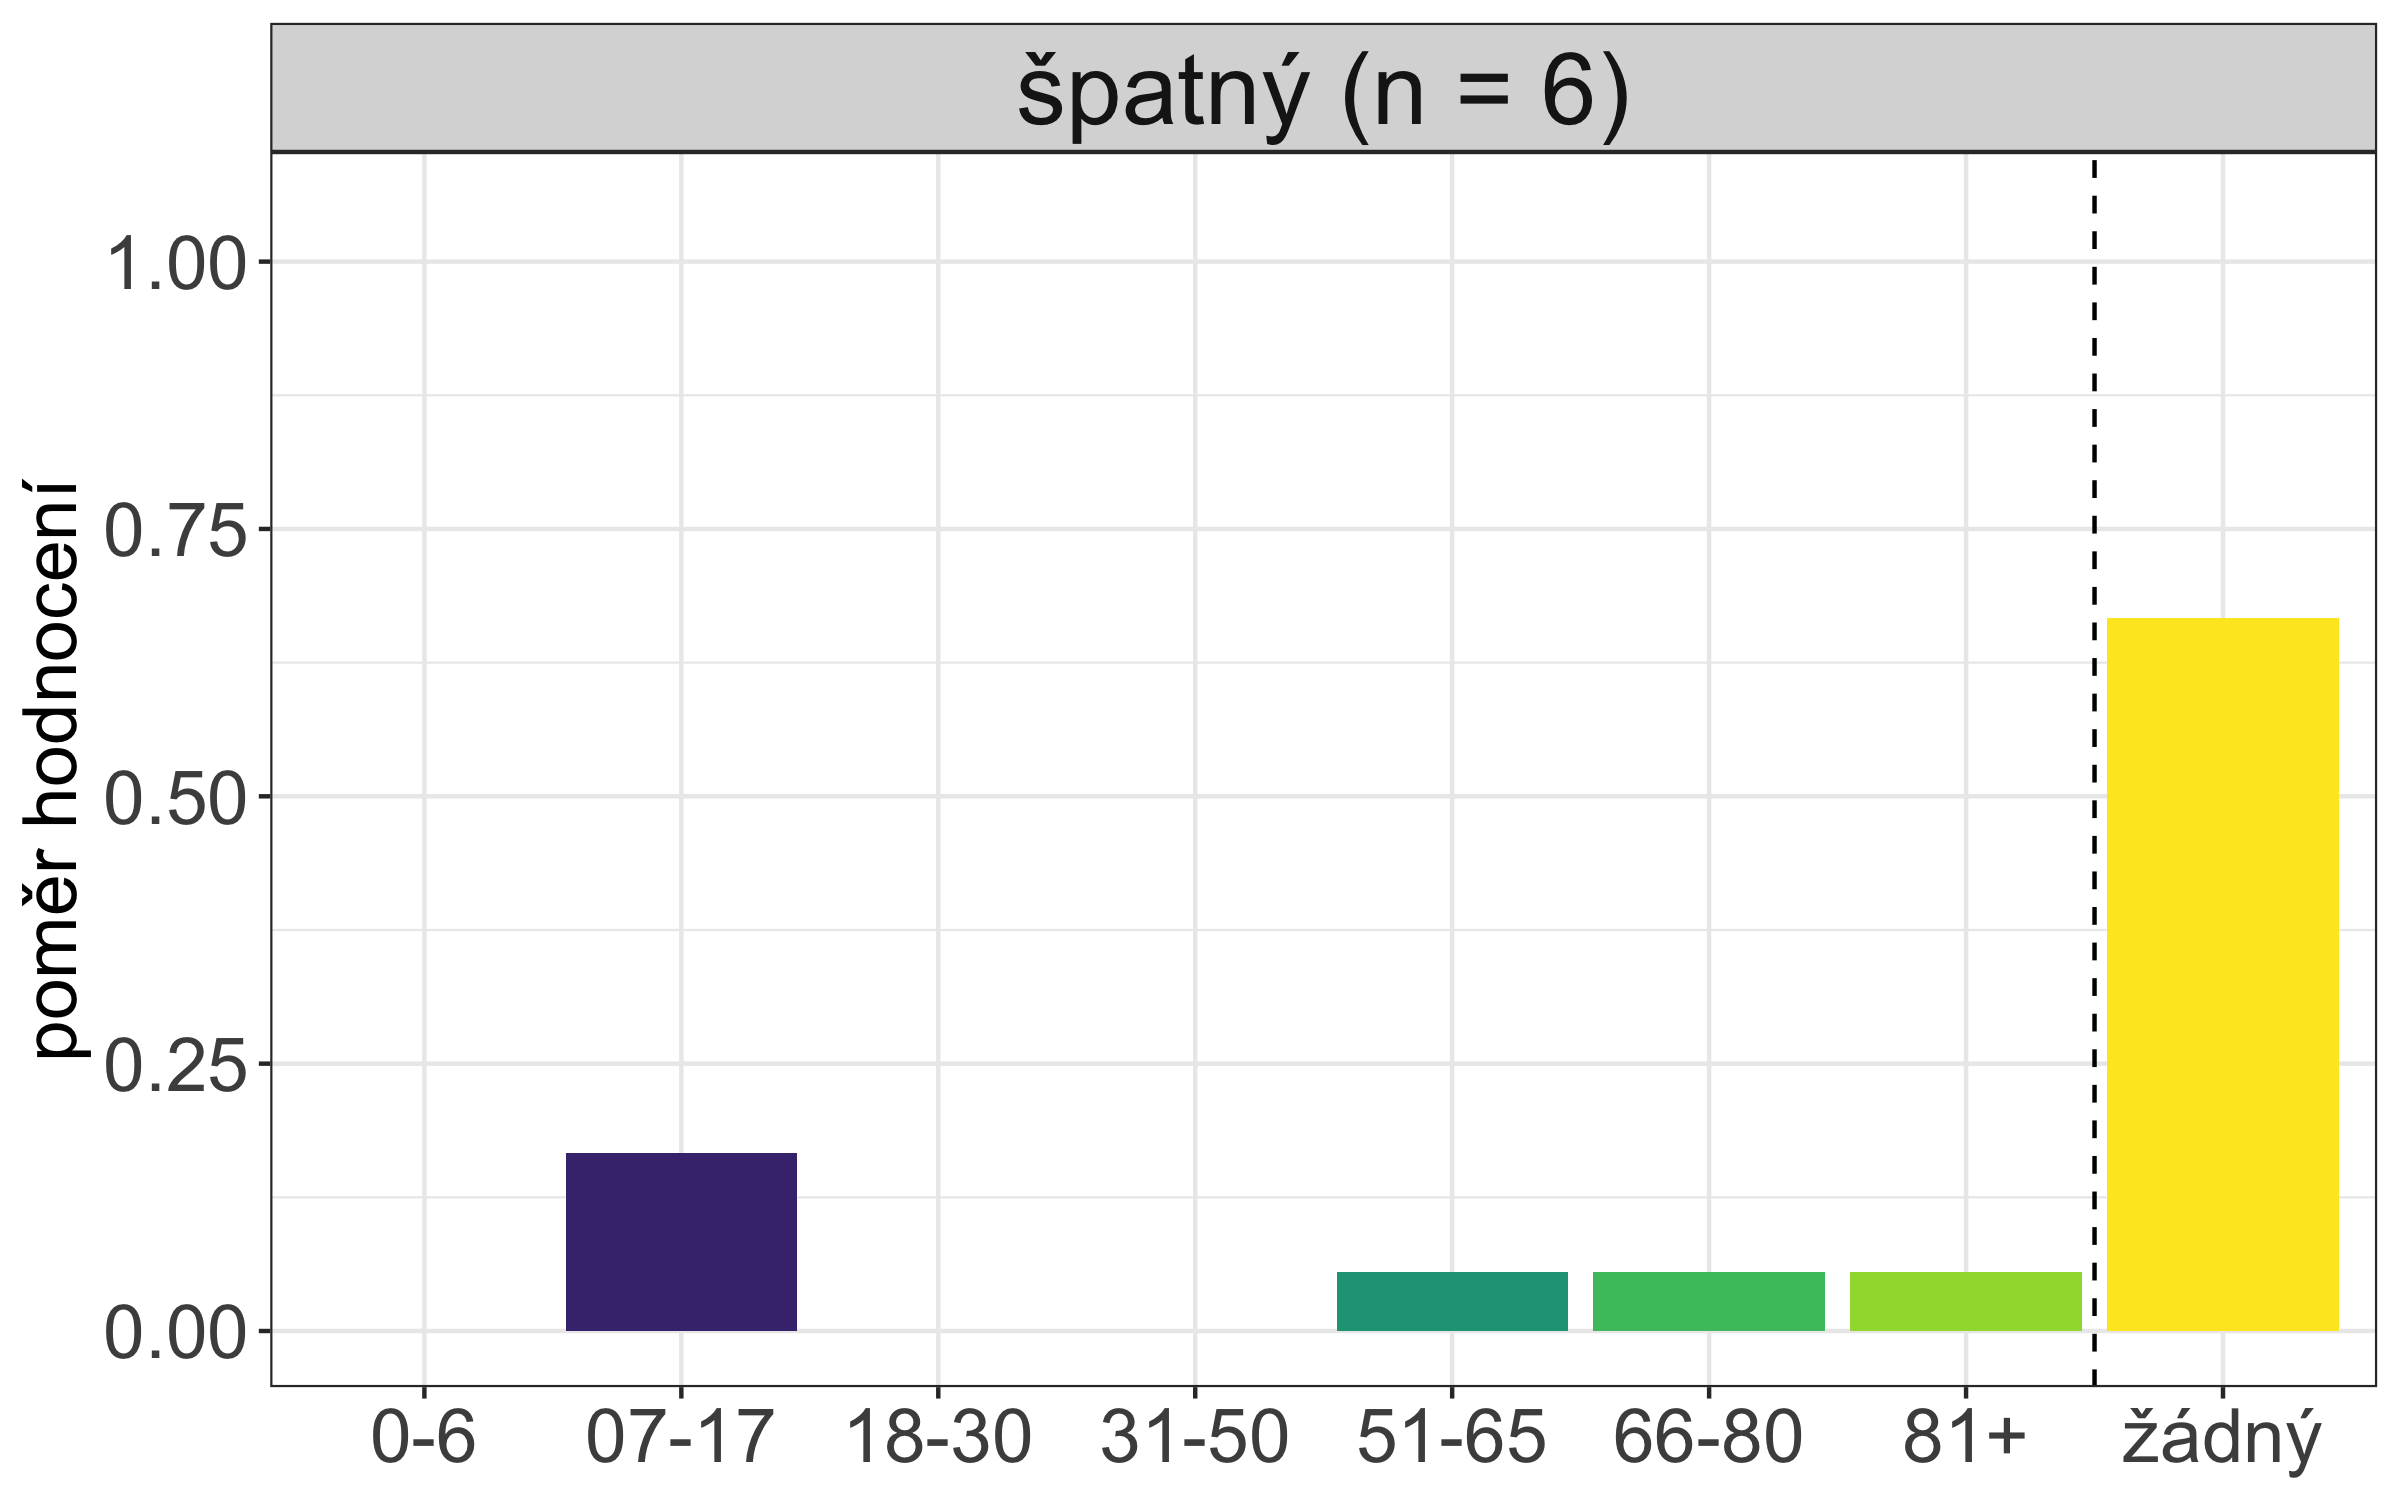 špatný (n = 6)
poměr hodnocení
1.00
0.75
0.50
0.25
0.00
0-6 07-17 18-30 31-50 51-65 66-80 81+ žádný